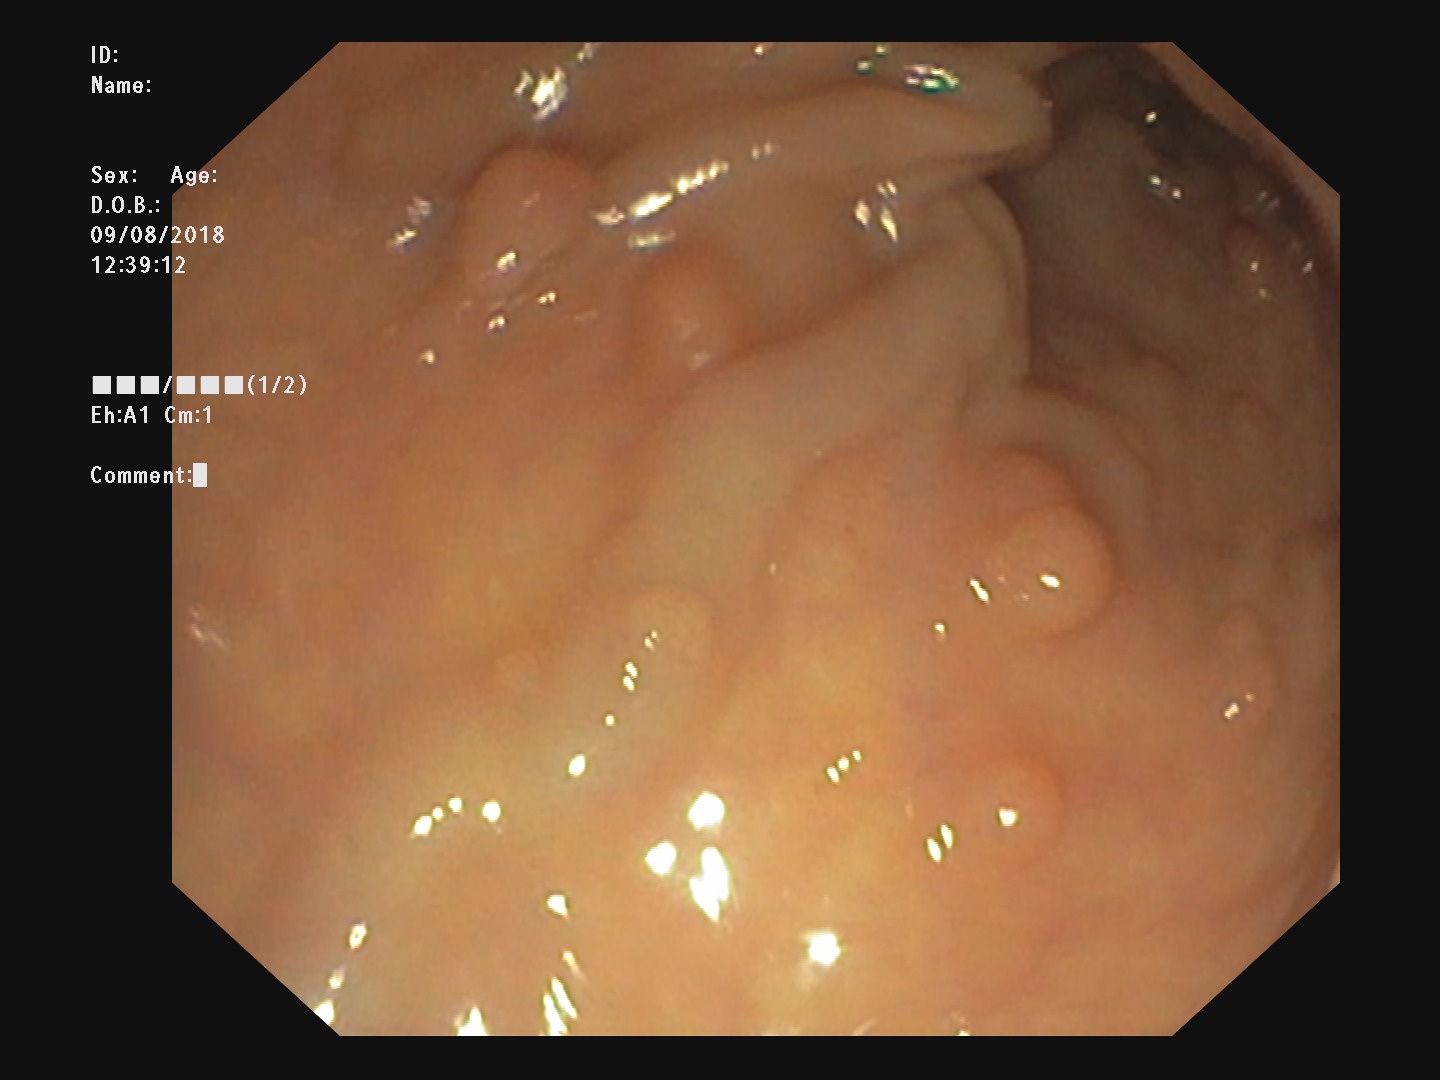 ID:
Name:
Sex: Age:
D.O.B.:
09/08/2018
12:39:12
■■■/■■■(1/2)
Eh:A1 Cm:1
Comment: